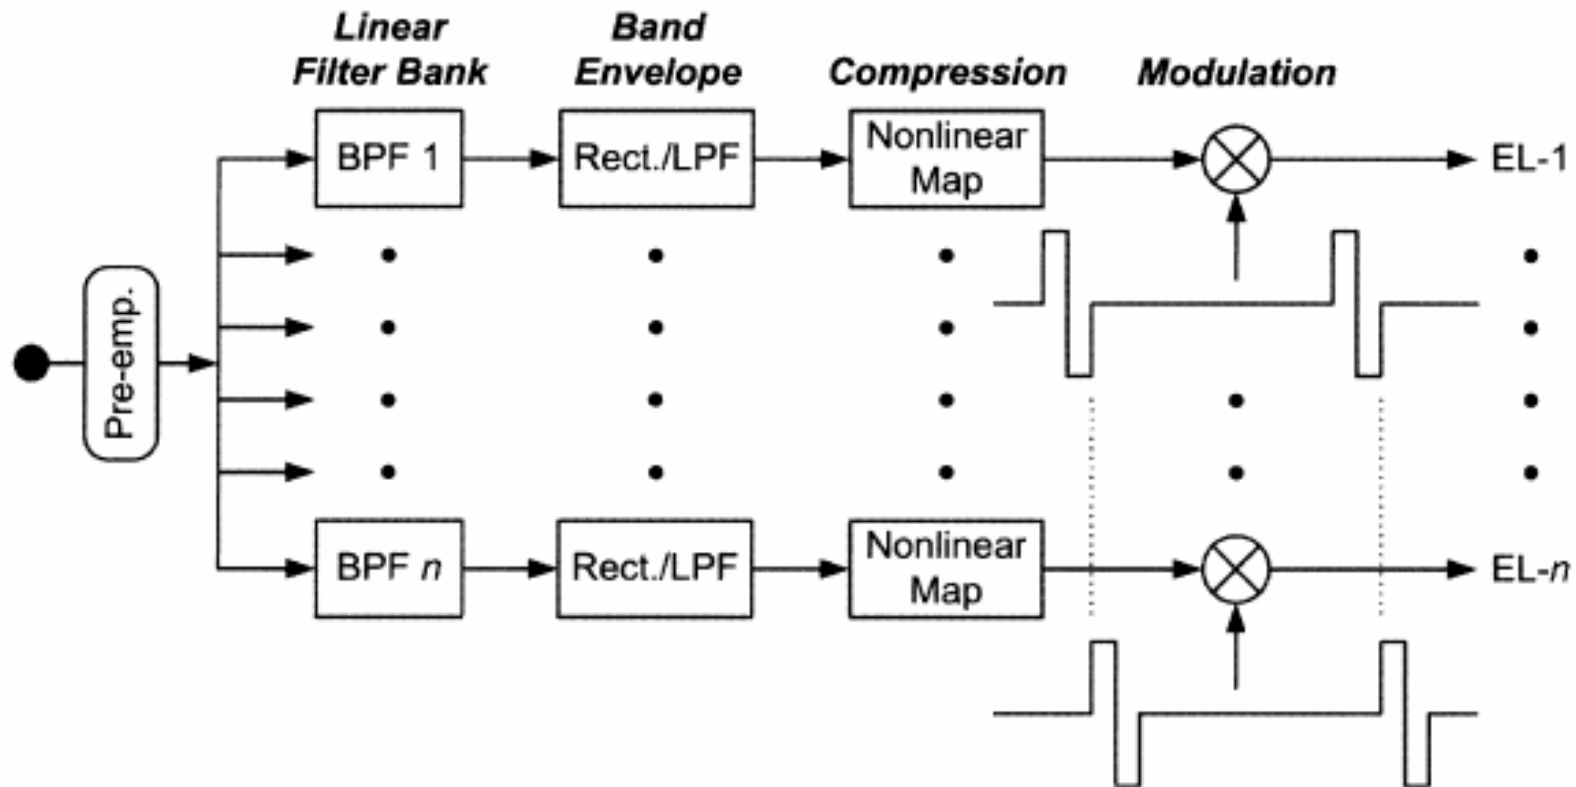 Linear
Filter Bank
Band
Envelope
Compression
Modulation
BPF 1
Rect./LPF
Nonlinear
Map
EL-1
Pre-emp.
BPF n
Rect./LPF
Nonlinear
Map
EL-n